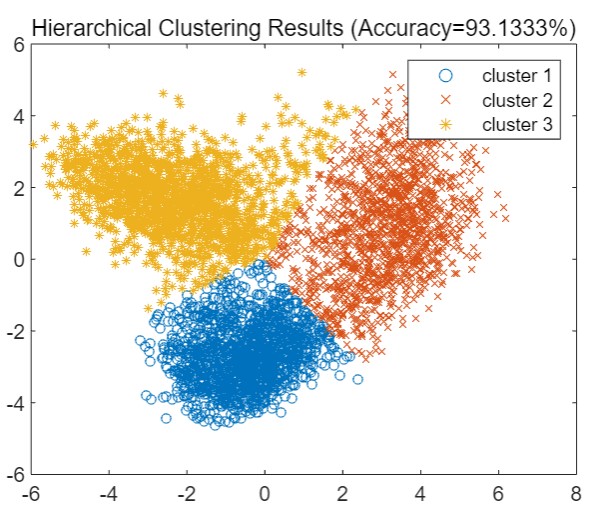 Hierarchical Clustering Results (Accuracy=93.1333%)
6
cluster 1
cluster 2
cluster 3
4
2
0
-2
-4
-6
-6 -4 -2 0 2 4 6 8